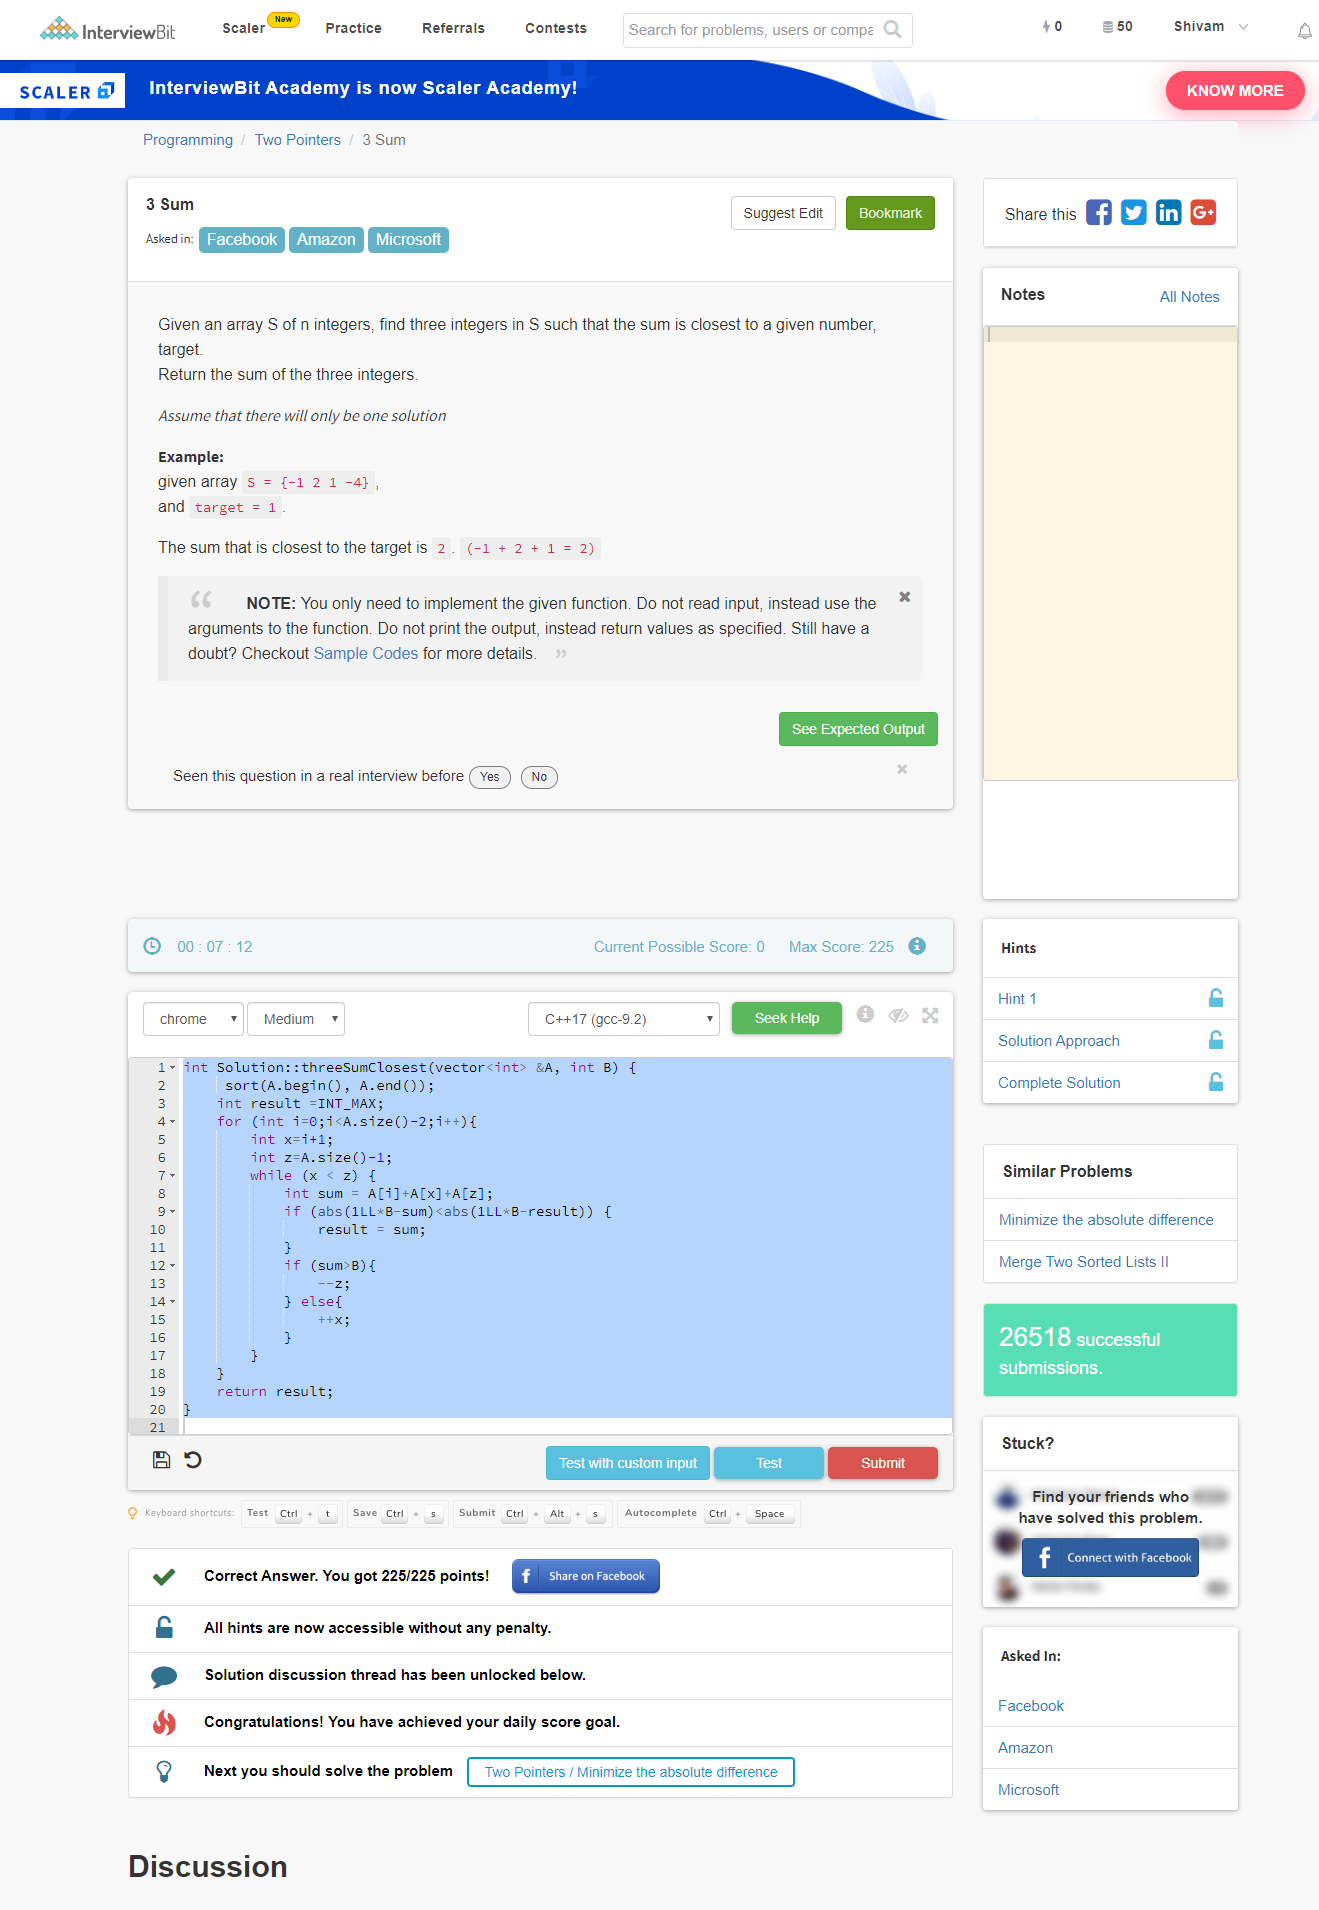 InterviewBit
Scaler New Practice Referrals Contests Search for problems, users or compa 0 50 Shivam
SCALER InterviewBit Academy is now Scaler Academy! KNOW MORE
Programming / Two Pointers / 3 Sum
3 Sum
Suggest Edit Bookmark
Asked in: Facebook Amazon Microsoft
Given an array S of n integers, find three integers in S such that the sum is closest to a given number,
target.
Return the sum of the three integers.
Assume that there will only be one solution
Example:
given array S = {-1 2 1 -4} ,
and target = 1 .
The sum that is closest to the target is 2 . (-1 + 2 + 1 = 2)
“ NOTE: You only need to implement the given function. Do not read input, instead use the
arguments to the function. Do not print the output, instead return values as specified. Still have a
doubt? Checkout Sample Codes for more details. ”
See Expected Output
Seen this question in a real interview before Yes No
00 : 07 : 12 Current Possible Score: 0 Max Score: 225
chrome Medium C++17 (gcc-9.2) Seek Help
1 int Solution::threeSumClosest(vector<int> &A, int B) {
2 sort(A.begin(), A.end());
3 int result =INT_MAX;
4 for (int i=0;i<A.size()-2;i++){
5 int x=i+1;
6 int z=A.size()-1;
7 while (x < z) {
8 int sum = A[i]+A[x]+A[z];
9 if (abs(1LL*B-sum)<abs(1LL*B-result)) {
10 result = sum;
11 }
12 if (sum>B){
13 --z;
14 } else{
15 ++x;
16 }
17 }
18 }
19 return result;
20 }
21
Test with custom input Test Submit
Keyboard shortcuts: Test Ctrl + t Save Ctrl + s Submit Ctrl + Alt + s Autocomplete Ctrl + Space
Correct Answer. You got 225/225 points! f Share on Facebook
All hints are now accessible without any penalty.
Solution discussion thread has been unlocked below.
Congratulations! You have achieved your daily score goal.
Next you should solve the problem Two Pointers / Minimize the absolute difference
Discussion
Share this f in G+
Notes All Notes
Hints
Hint 1
Solution Approach
Complete Solution
Similar Problems
Minimize the absolute difference
Merge Two Sorted Lists II
26518 successful
submissions.
Stuck?
Find your friends who
have solved this problem.
f Connect with Facebook
Asked In:
Facebook
Amazon
Microsoft